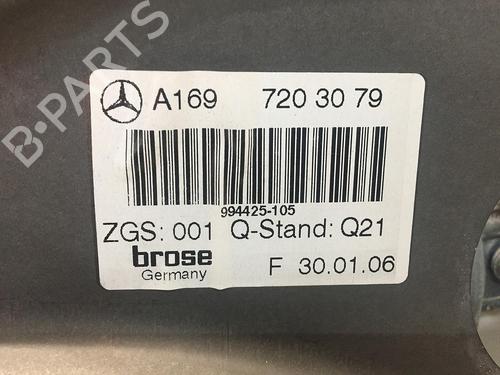 B-PARTS
A169 720 30 79
994425-105
ZGS: 001 Q-Stand: Q21
brose
Germany
F 30.01.06